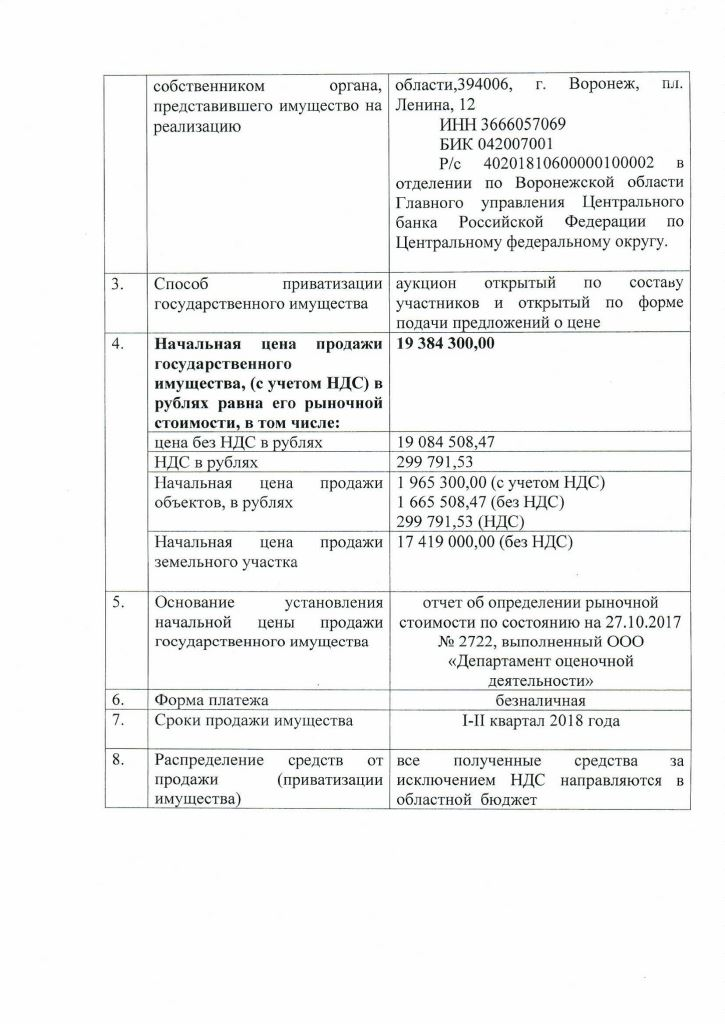 собственником органа,
представившего имущество на
реализацию
области,394006, г. Воронеж, пл.
Ленина, 12
ИНН 3666057069
БИК 042007001
Р/с 40201810600000100002 в
отделении по Воронежской области
Главного управления Центрального
банка Российской Федерации по
Центральному федеральному округу.
3.
Способ приватизации
государственного имущества
аукцион открытый по составу
участников и открытый по форме
подачи предложений о цене
4.
Начальная цена продажи
государственного
имущества, (с учетом НДС) в
рублях равна его рыночной
стоимости, в том числе:
19 384 300,00
цена без НДС в рублях
19 084 508,47
НДС в рублях
299 791,53
Начальная цена продажи
объектов, в рублях
1 965 300,00 (с учетом НДС)
1 665 508,47 (без НДС)
299 791,53 (НДС)
Начальная цена продажи
земельного участка
17 419 000,00 (без НДС)
5.
Основание установления
начальной цены продажи
государственного имущества
отчет об определении рыночной
стоимости по состоянию на 27.10.2017
№ 2722, выполненный ООО
«Департамент оценочной
деятельности»
6.
Форма платежа
безналичная
7.
Сроки продажи имущества
I-II квартал 2018 года
8.
Распределение средств от
продажи (приватизации
имущества)
все полученные средства за
исключением НДС направляются в
областной бюджет